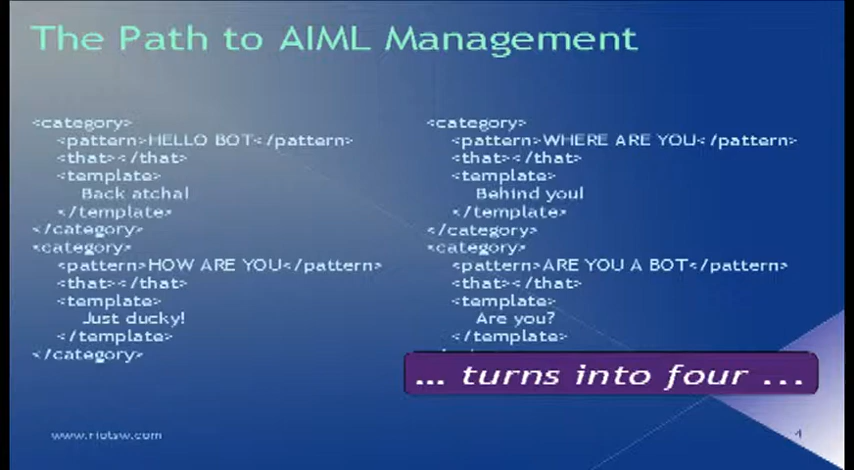 The Path to AIML Management
<category>
<pattern>HELLO BOT</pattern>
<that></that>
<template>
Back atcha!
</template>
</category>
<category>
<pattern>HOW ARE YOU</pattern>
<that></that>
<template>
Just ducky!
</template>
</category>
<category>
<pattern>WHERE ARE YOU</pattern>
<that></that>
<template>
Behind you!
</template>
</category>
<category>
<pattern>ARE YOU A BOT</pattern>
<that></that>
<template>
Are you?
</template>
... turns into four ...
www.riotsw.com
4